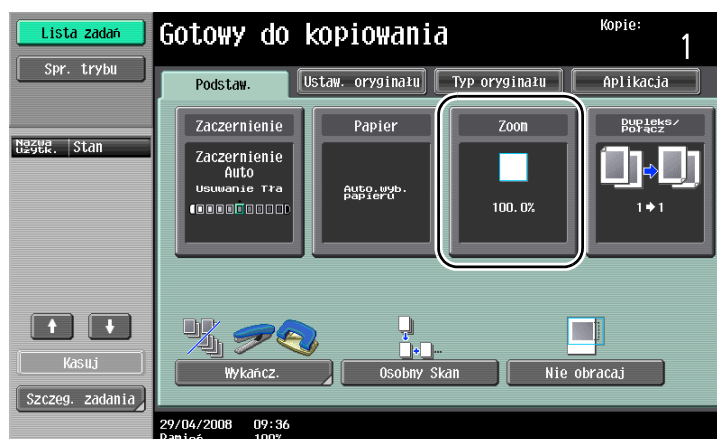 Lista zadań
Spr. trybu
Nazwa użytk.
Stan
Kasuj
Szczeg. zadania
Gotowy do kopiowania
Kopie:
1
Podstaw.
Ustaw. oryginału
Typ oryginału
Aplikacja
Zaczernienie
Zaczernienie
Auto
Usuwanie Tła
Papier
Auto.wyb.
papieru
Zoom
100.0%
Dupleks/
Połącz
1 → 1
Wykańcz.
Osobny Skan
Nie obracaj
29/04/2008 09:36
Pamięć 100%